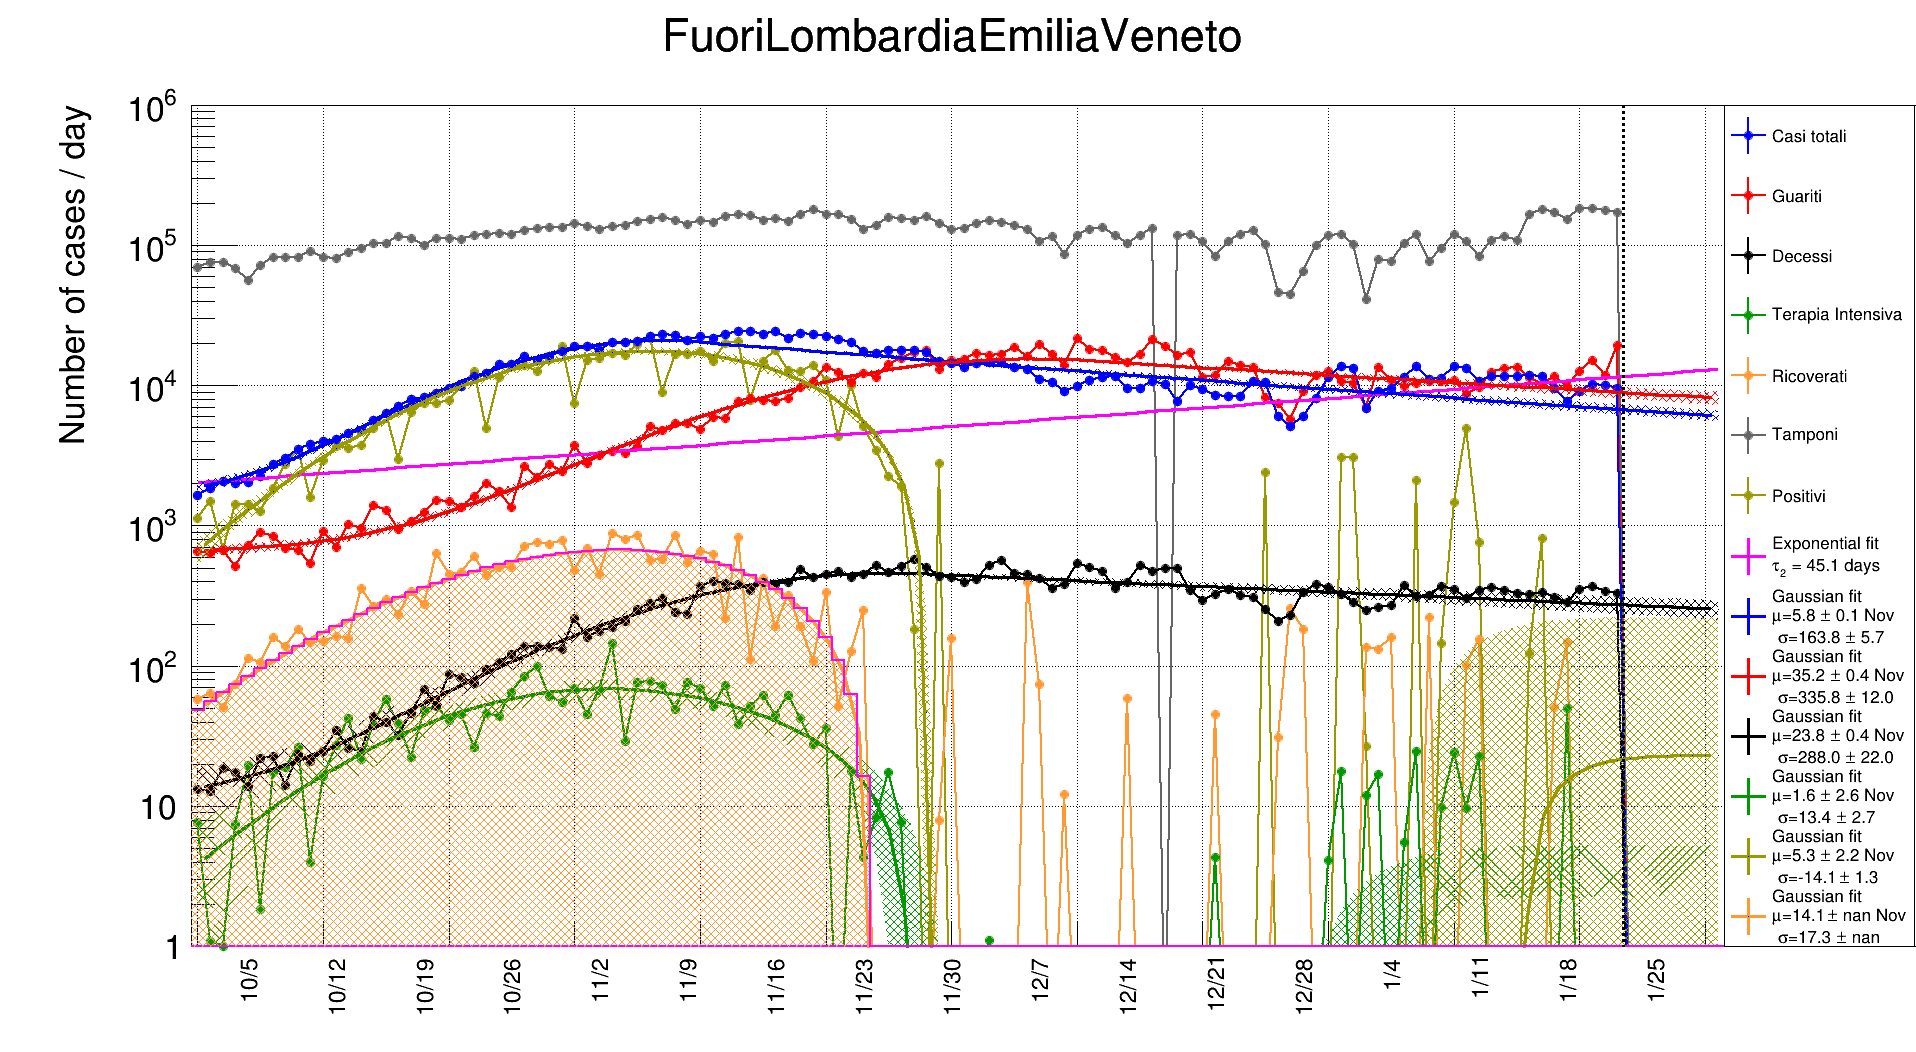 FuoriLombardiaEmiliaVeneto
Number of cases / day
10^6
10^5
10^4
10^3
10^2
10
1
10/5
10/12
10/19
10/26
11/2
11/9
11/16
11/23
11/30
12/7
12/14
12/21
12/28
1/4
1/11
1/18
1/25
Casi totali
Guariti
Decessi
Terapia Intensiva
Ricoverati
Tamponi
Positivi
Exponential fit
τ₂ = 45.1 days
Gaussian fit
μ=5.8 ± 0.1 Nov
σ=163.8 ± 5.7
Gaussian fit
μ=35.2 ± 0.4 Nov
σ=335.8 ± 12.0
Gaussian fit
μ=23.8 ± 0.4 Nov
σ=288.0 ± 22.0
Gaussian fit
μ=1.6 ± 2.6 Nov
σ=13.4 ± 2.7
Gaussian fit
μ=5.3 ± 2.2 Nov
σ=-14.1 ± 1.3
Gaussian fit
μ=14.1 ± nan Nov
σ=17.3 ± nan